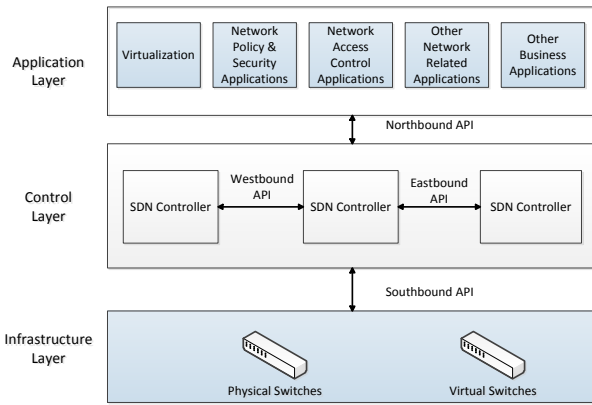 Application
Layer
Virtualization
Network
Policy &
Security
Applications
Network
Access
Control
Applications
Other
Network
Related
Applications
Other
Business
Applications
Northbound API
Control
Layer
SDN Controller
Westbound
API
SDN Controller
Eastbound
API
SDN Controller
Southbound API
Infrastructure
Layer
Physical Switches
Virtual Switches